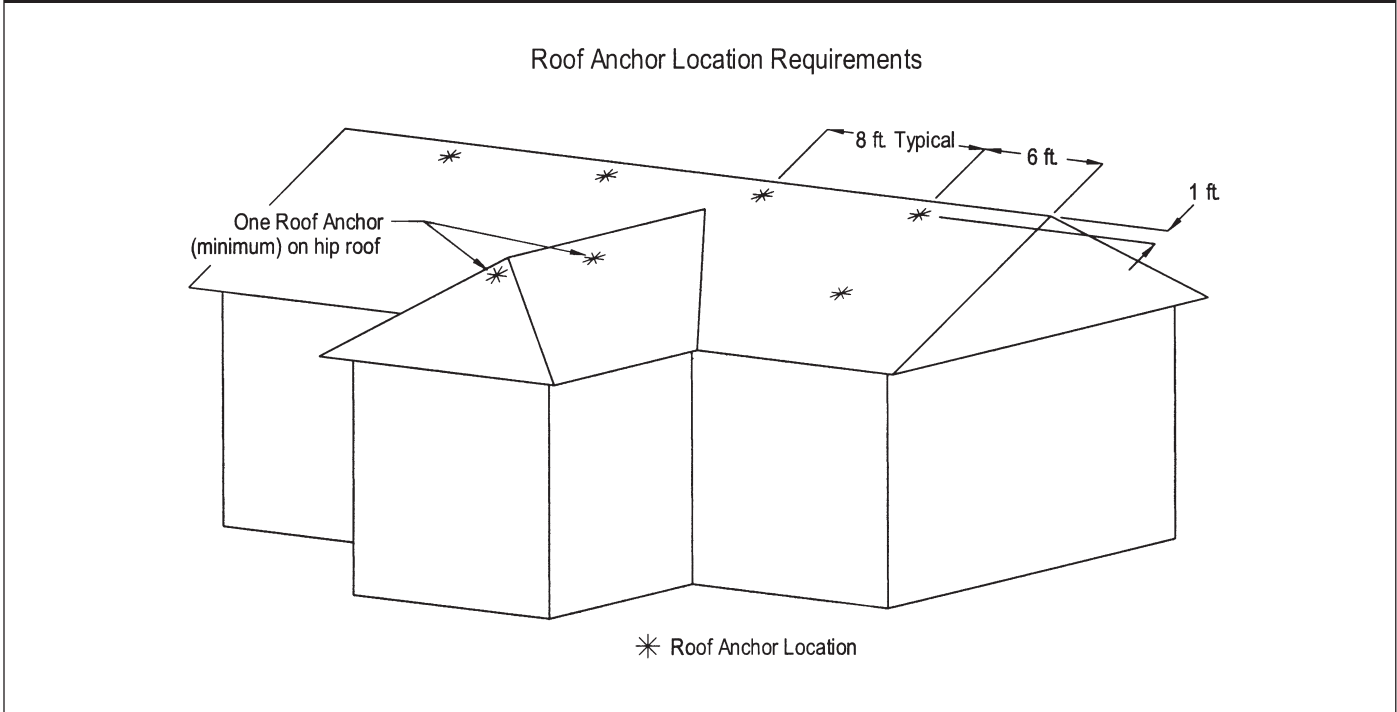 Roof Anchor Location Requirements
8 ft. Typical
6 ft.
1 ft.
One Roof Anchor
(minimum) on hip roof
Roof Anchor Location